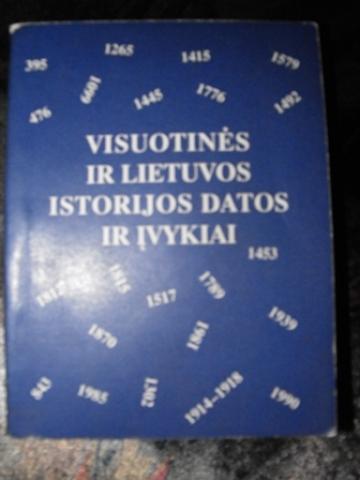 395 1265 1415 1579
476 1099 1445 1776 1492
VISUOTINĖS
IR LIETUVOS
ISTORIJOS DATOS
IR ĮVYKIAI
1453
1815 1517 1789 1939
1870 1861
843 1985 1302 1914–1918 1990